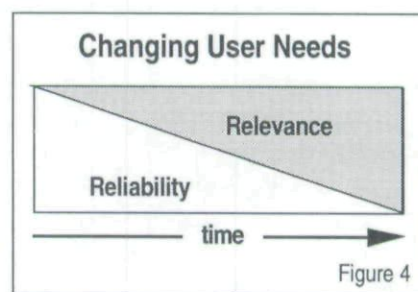 Changing User Needs
Relevance
Reliability
time
Figure 4